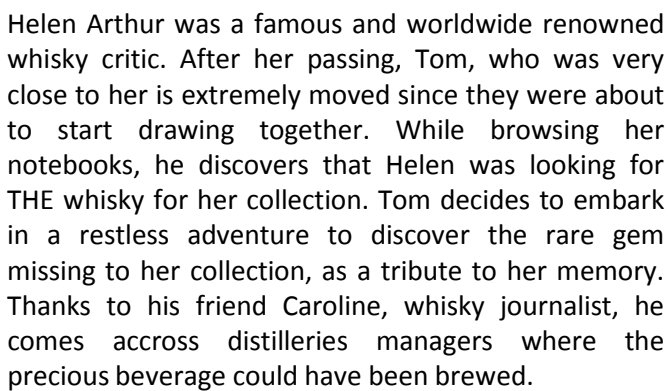 Helen Arthur was a famous and worldwide renowned
whisky critic. After her passing, Tom, who was very
close to her is extremely moved since they were about
to start drawing together. While browsing her
notebooks, he discovers that Helen was looking for
THE whisky for her collection. Tom decides to embark
in a restless adventure to discover the rare gem
missing to her collection, as a tribute to her memory.
Thanks to his friend Caroline, whisky journalist, he
comes accross distilleries managers where the
precious beverage could have been brewed.